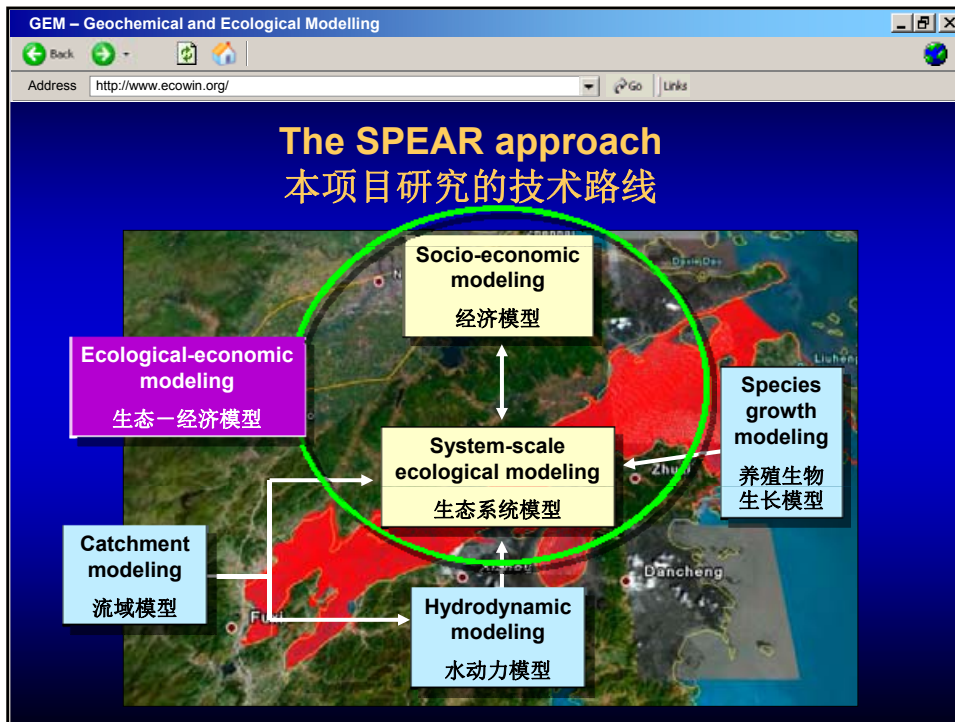 GEM – Geochemical and Ecological Modelling
Back
Address http://www.ecowin.org/ Go Links
The SPEAR approach
本项目研究的技术路线
Socio-economic
modeling
经济模型
Ecological-economic
modeling
生态－经济模型
Species
growth
modeling
养殖生物
生长模型
System-scale
ecological modeling
生态系统模型
Catchment
modeling
流域模型
Hydrodynamic
modeling
水动力模型
Dancheng